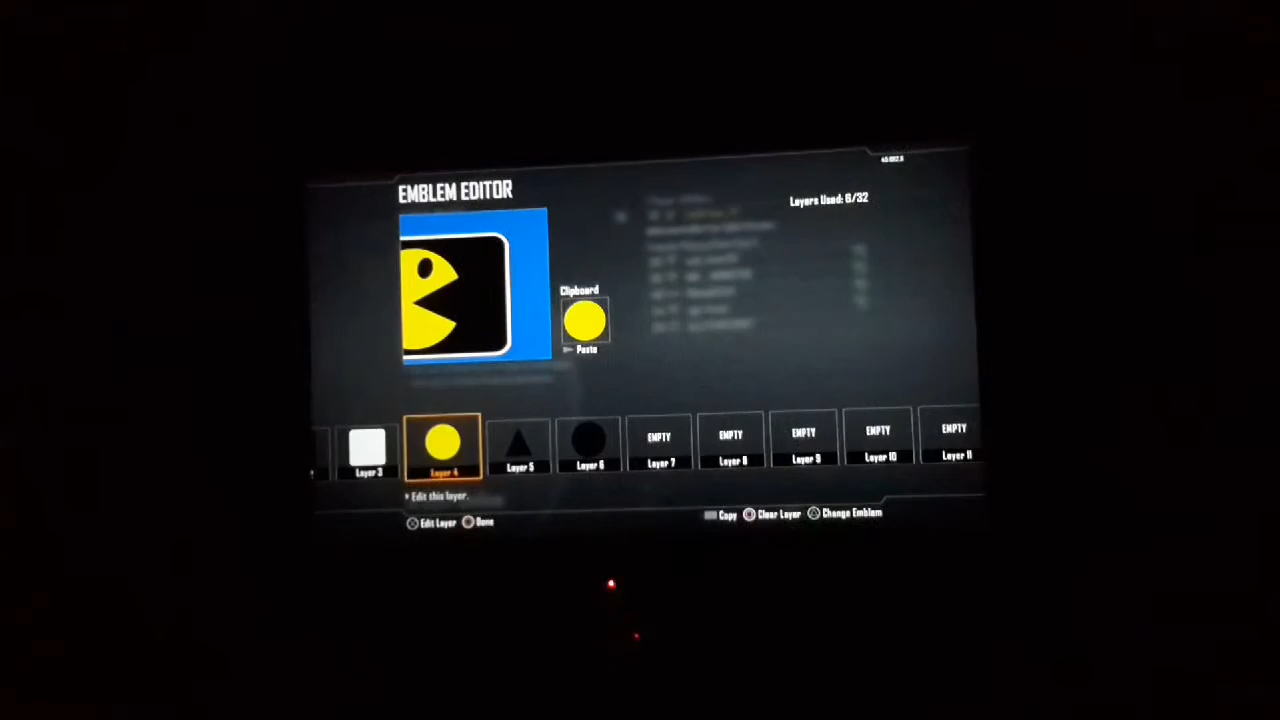 EMBLEM EDITOR
Layers Used: 6/32
Clipboard
Paste
Layer 3
Layer 4
Layer 5
Layer 6
EMPTY
Layer 7
EMPTY
Layer 8
EMPTY
Layer 9
EMPTY
Layer 10
EMPTY
Layer 11
Edit this layer.
Edit Layer Done
Copy Clear Layer Change Emblem